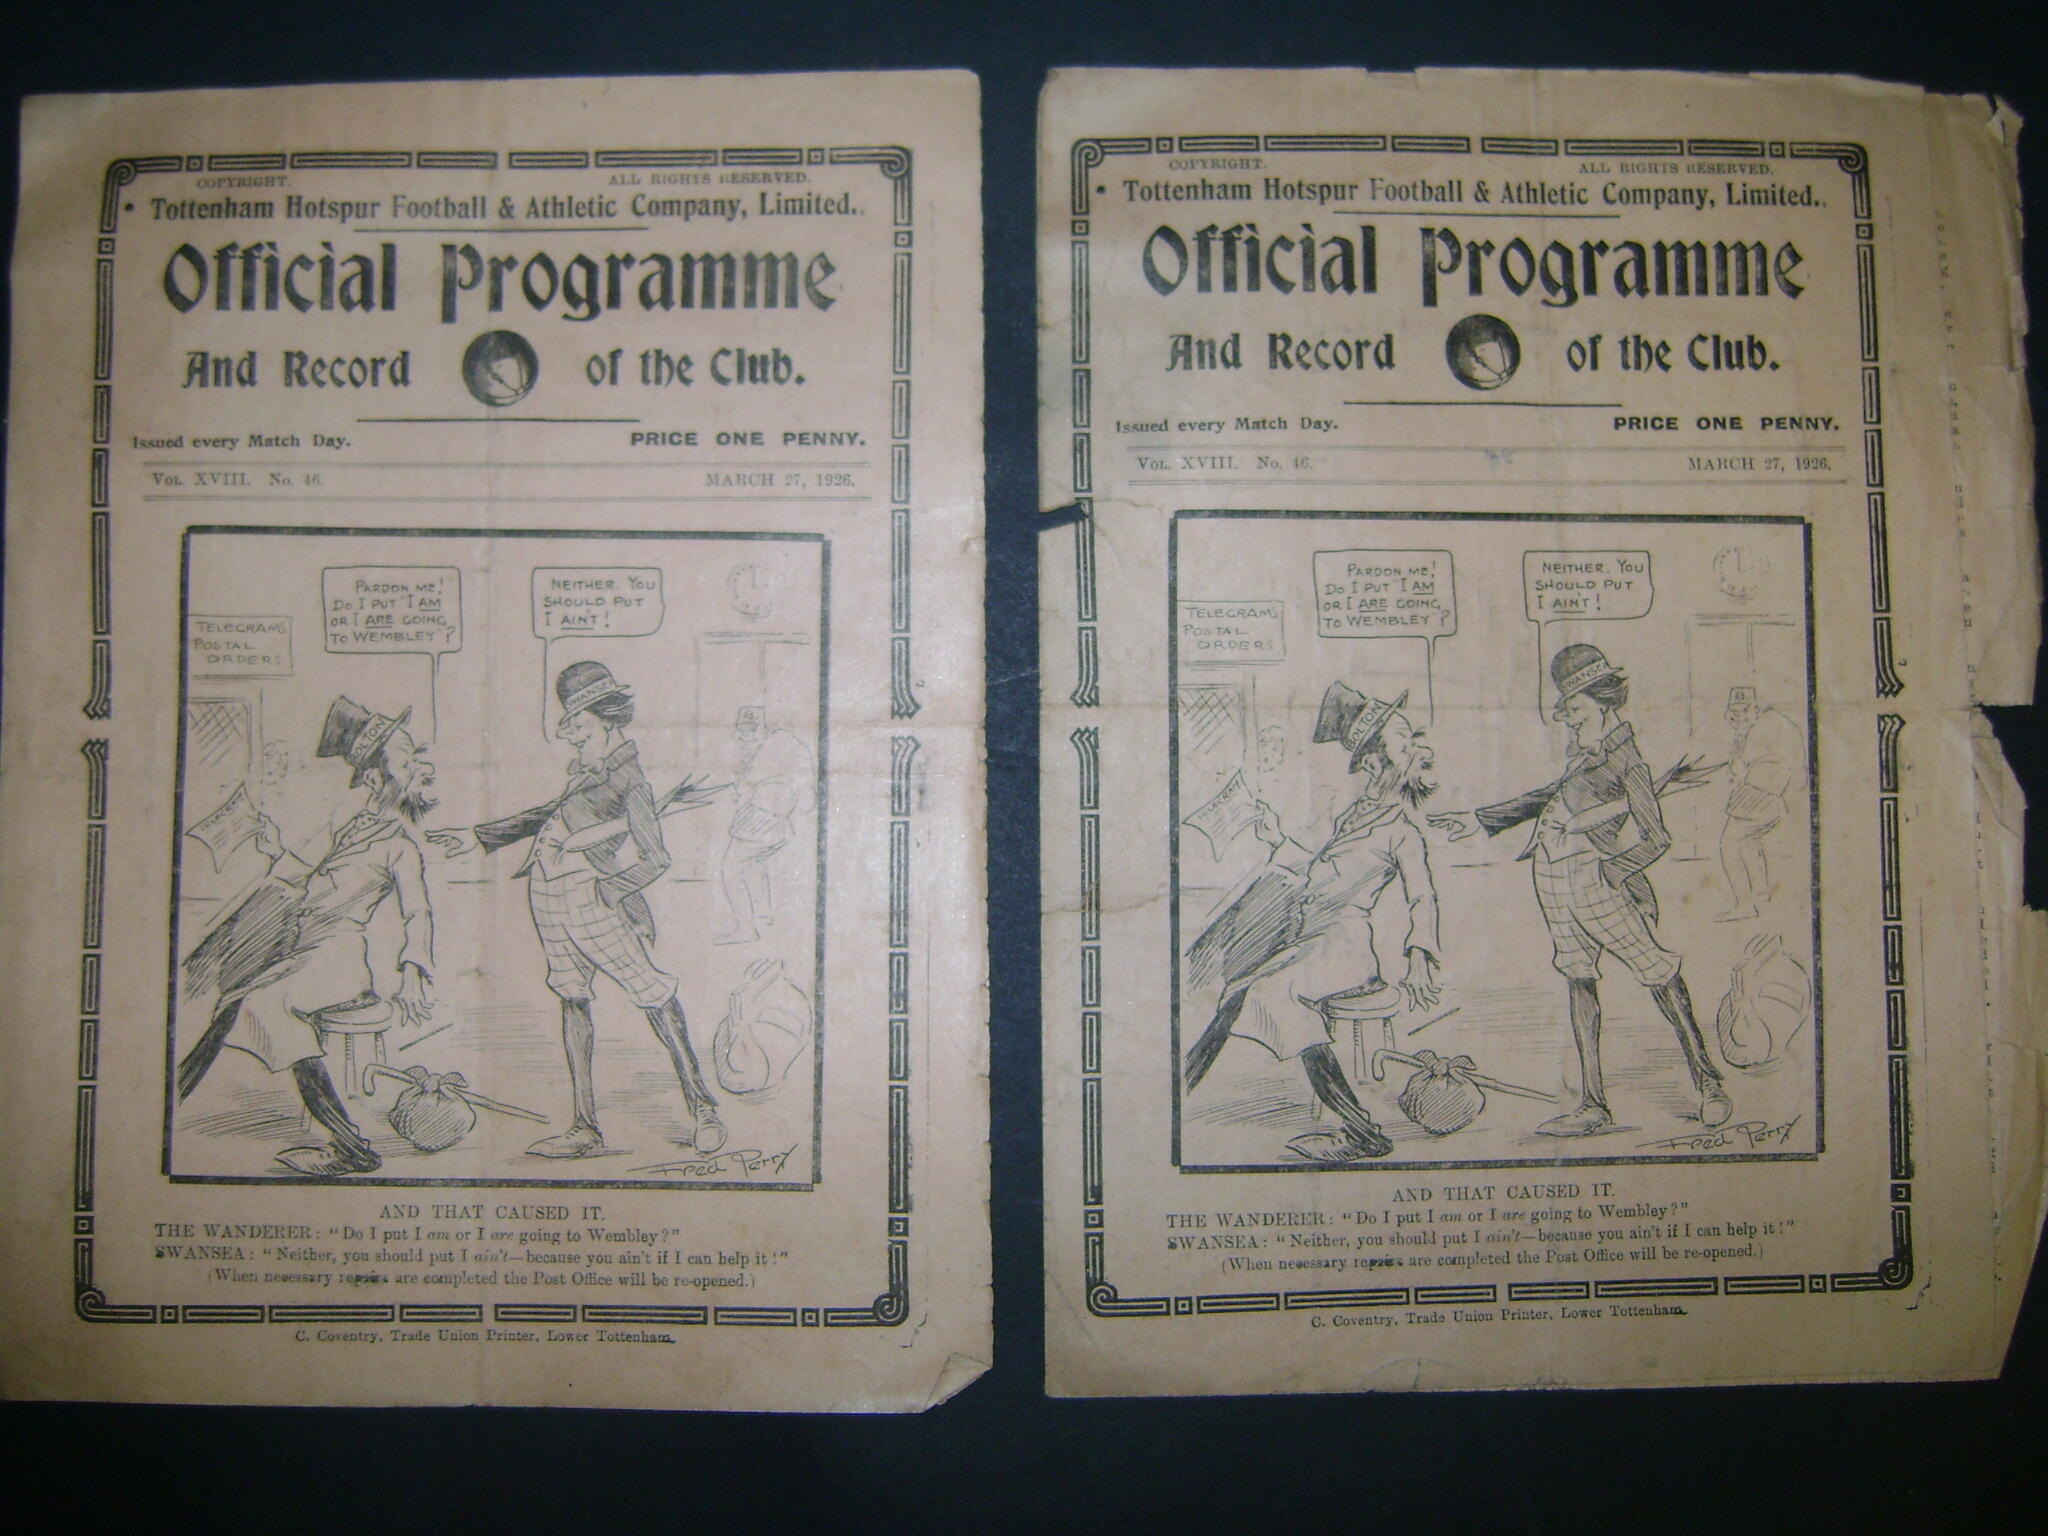 COPYRIGHT. ALL RIGHTS RESERVED.
Tottenham Hotspur Football & Athletic Company, Limited.
Official Programme
And Record of the Club.
Issued every Match Day. PRICE ONE PENNY.
VOL. XVIII. No. 46. MARCH 27, 1926.
PARDON ME!
DO I PUT "I AM
OR I ARE GOING
TO WEMBLEY"?
NEITHER. YOU
SHOULD PUT
I AIN'T!
TELEGRAMS
POSTAL
ORDERS
SWANSEA
BOLTON
TELEGRAM
Fred Perry
AND THAT CAUSED IT.
THE WANDERER: "Do I put I am or I are going to Wembley?"
SWANSEA: "Neither, you should put I ain't—because you ain't if I can help it!"
(When necessary repairs are completed the Post Office will be re-opened.)
C. Coventry, Trade Union Printer, Lower Tottenham.
COPYRIGHT. ALL RIGHTS RESERVED.
Tottenham Hotspur Football & Athletic Company, Limited.
Official Programme
And Record of the Club.
Issued every Match Day. PRICE ONE PENNY.
VOL. XVIII. No. 46. MARCH 27, 1926.
PARDON ME!
DO I PUT "I AM
OR I ARE GOING
TO WEMBLEY"?
NEITHER. YOU
SHOULD PUT
I AIN'T!
TELEGRAMS
POSTAL
ORDERS
SWANSEA
BOLTON
TELEGRAM
Fred Perry
AND THAT CAUSED IT.
THE WANDERER: "Do I put I am or I are going to Wembley?"
SWANSEA: "Neither, you should put I ain't—because you ain't if I can help it!"
(When necessary repairs are completed the Post Office will be re-opened.)
C. Coventry, Trade Union Printer, Lower Tottenham.